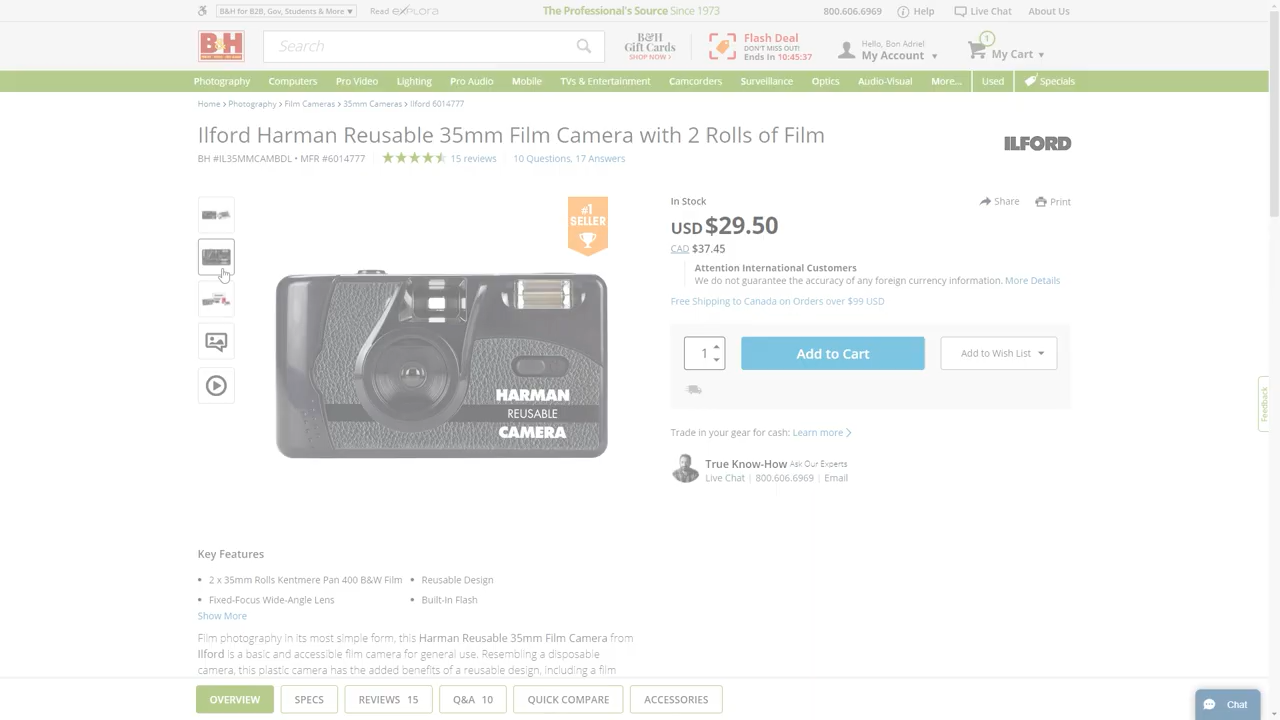 B&H for B2B, Gov, Students & More
Read eXPLORA
The Professional's Source Since 1973
800.606.6969
Help
Live Chat
About Us
B&H
Search
B&H
Gift Cards
SHOP NOW >
Flash Deal
DON'T MISS OUT!
Ends In 10:45:37
Hello, Bon Adriel
My Account
1
My Cart
Photography
Computers
Pro Video
Lighting
Pro Audio
Mobile
TVs & Entertainment
Camcorders
Surveillance
Optics
Audio-Visual
More...
Used
Specials
Home > Photography > Film Cameras > 35mm Cameras > Ilford 6014777
Ilford Harman Reusable 35mm Film Camera with 2 Rolls of Film
BH #IL35MMCAMBDL • MFR #6014777
15 reviews
10 Questions, 17 Answers
ILFORD
#1
SELLER
HARMAN
REUSABLE
CAMERA
In Stock
Share
Print
USD $29.50
CAD $37.45
Attention International Customers
We do not guarantee the accuracy of any foreign currency information. More Details
Free Shipping to Canada on Orders over $99 USD
1
Add to Cart
Add to Wish List
Trade in your gear for cash: Learn more >
True Know-How Ask Our Experts
Live Chat | 800.606.6969 | Email
Feedback
Key Features
• 2 x 35mm Rolls Kentmere Pan 400 B&W Film
• Reusable Design
• Fixed-Focus Wide-Angle Lens
• Built-In Flash
Show More
Film photography in its most simple form, this Harman Reusable 35mm Film Camera from
Ilford is a basic and accessible film camera for general use. Resembling a disposable
camera, this plastic camera has the added benefits of a reusable design, including a film
OVERVIEW
SPECS
REVIEWS 15
Q&A 10
QUICK COMPARE
ACCESSORIES
Chat